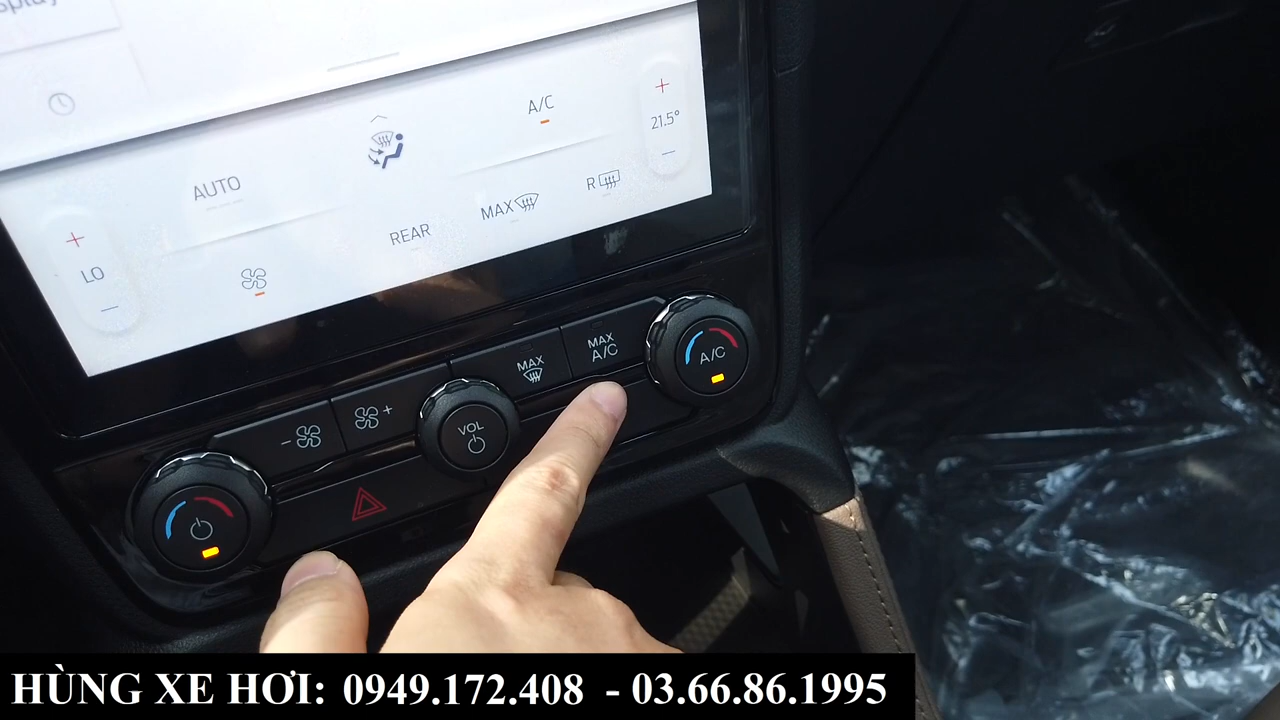 A/C
21.5°
AUTO
R
MAX
REAR
LO
MAX
A/C
MAX
A/C
VOL
HÙNG XE HƠI: 0949.172.408 - 03.66.86.1995